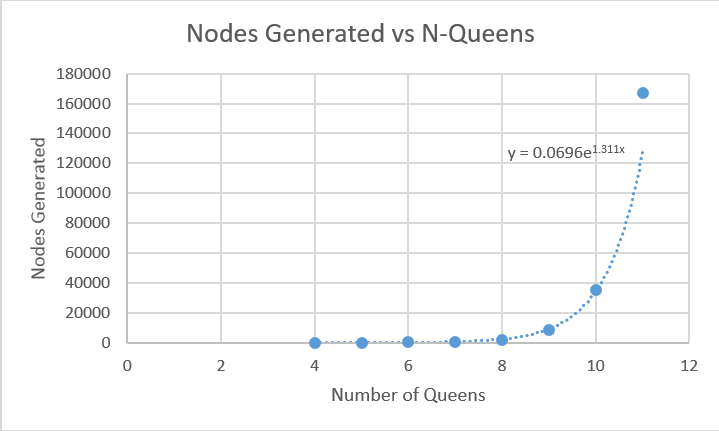 Nodes Generated vs N-Queens
180000
160000
140000
120000
100000
80000
60000
40000
20000
0
Nodes Generated
y = 0.0696e^1.311x
0 2 4 6 8 10 12
Number of Queens